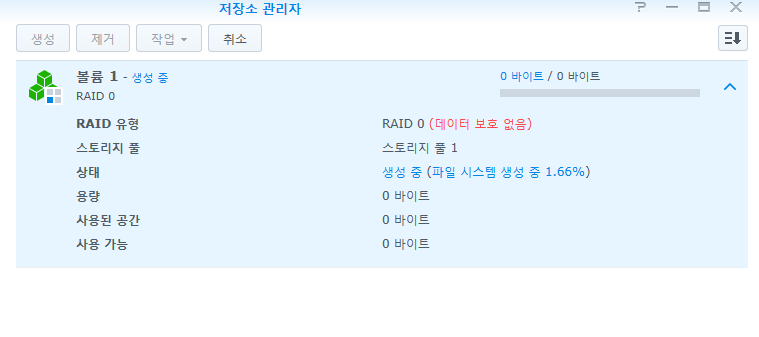 저장소 관리자
생성 제거 작업 취소
볼륨 1 - 생성 중
0 바이트 / 0 바이트
RAID 0
RAID 유형 RAID 0 (데이터 보호 없음)
스토리지 풀 스토리지 풀 1
상태 생성 중 (파일 시스템 생성 중 1.66%)
용량 0 바이트
사용된 공간 0 바이트
사용 가능 0 바이트